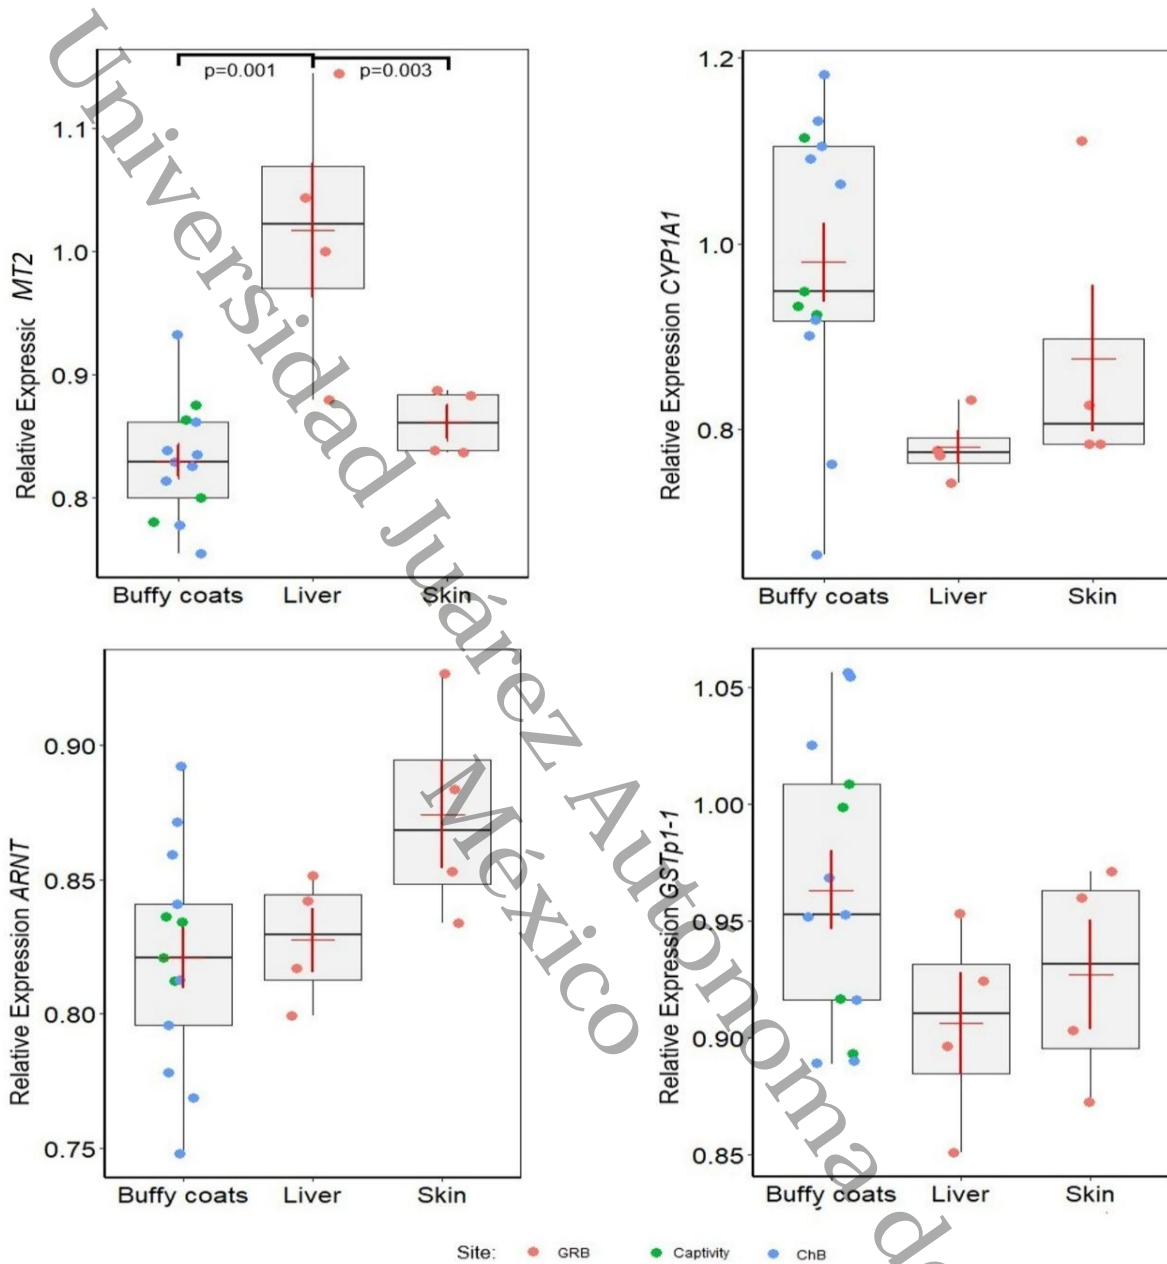 p=0.001
p=0.003
1.1
1.0
0.9
0.8
Relative Expressic MT2
Buffy coats Liver Skin
1.2
1.0
0.8
Relative Expression CYP1A1
Buffy coats Liver Skin
0.90
0.85
0.80
0.75
Relative Expression ARNT
Buffy coats Liver Skin
1.05
1.00
0.95
0.90
0.85
Relative Expression GSTp1-1
Buffy coats Liver Skin
Site: GRB Captivity ChB
Universidad Juárez Autónoma de
México